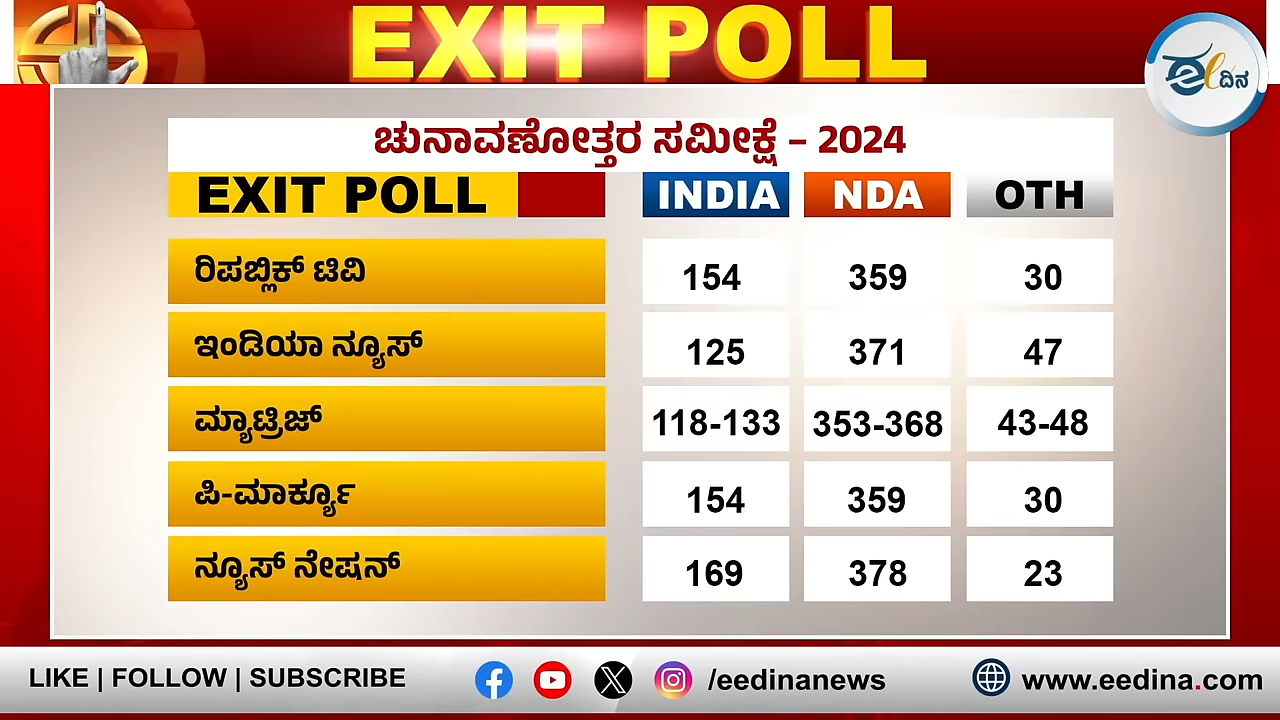 EXIT POLL
ಈ ದಿನ
ಚುನಾವಣೋತ್ತರ ಸಮೀಕ್ಷೆ – 2024
EXIT POLL INDIA NDA OTH
ರಿಪಬ್ಲಿಕ್ ಟಿವಿ 154 359 30
ಇಂಡಿಯಾ ನ್ಯೂಸ್ 125 371 47
ಮ್ಯಾಟ್ರಿಜ್ 118-133 353-368 43-48
ಪಿ-ಮಾರ್ಕ್ಯೂ 154 359 30
ನ್ಯೂಸ್ ನೇಷನ್ 169 378 23
LIKE | FOLLOW | SUBSCRIBE /eedinanews www.eedina.com